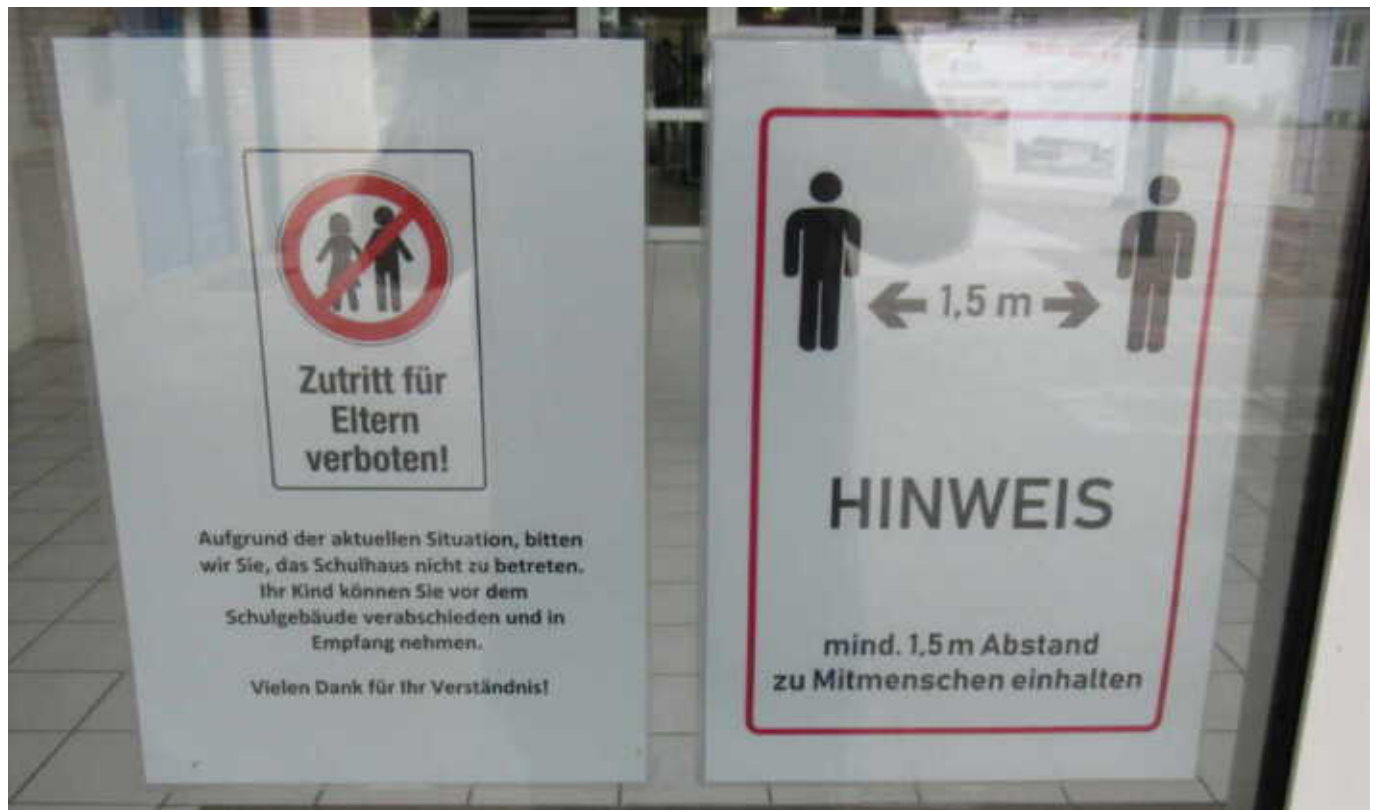 Zutritt für
Eltern
verboten!
Aufgrund der aktuellen Situation, bitten
wir Sie, das Schulhaus nicht zu betreten.
Ihr Kind können Sie vor dem
Schulgebäude verabschieden und in
Empfang nehmen.
Vielen Dank für Ihr Verständnis!
1,5 m
HINWEIS
mind. 1,5 m Abstand
zu Mitmenschen einhalten